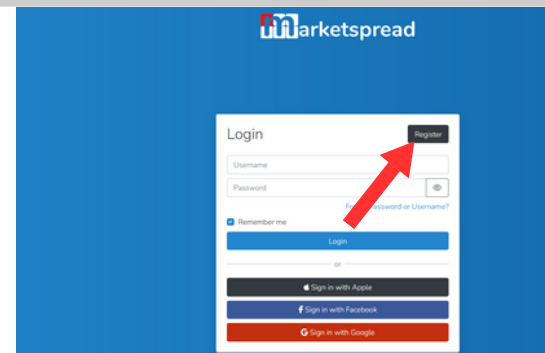 Marketspread
Login
Register
Username
Password
Password or Username?
Remember me
Login
or
Sign in with Apple
Sign in with Facebook
Sign in with Google